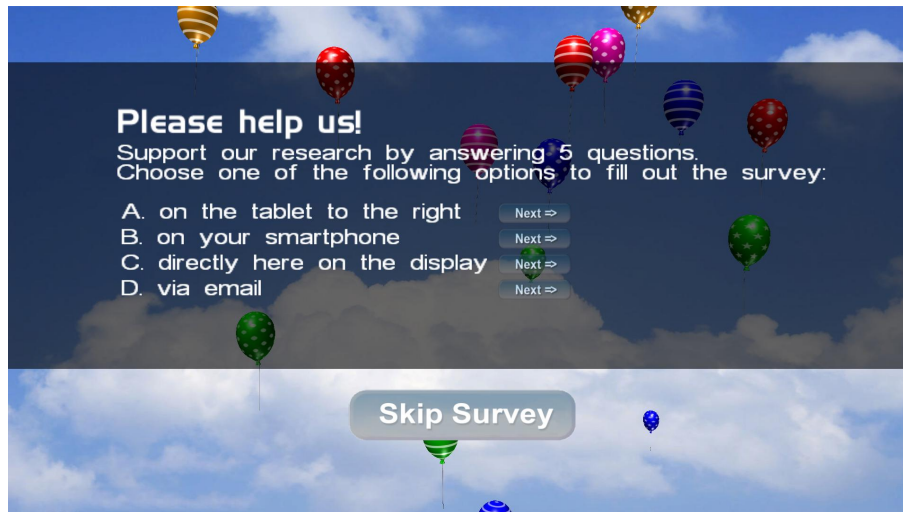 Please help us!
Support our research by answering 5 questions.
Choose one of the following options to fill out the survey:
A. on the tablet to the right Next ⇒
B. on your smartphone Next ⇒
C. directly here on the display Next ⇒
D. via email Next ⇒
Skip Survey